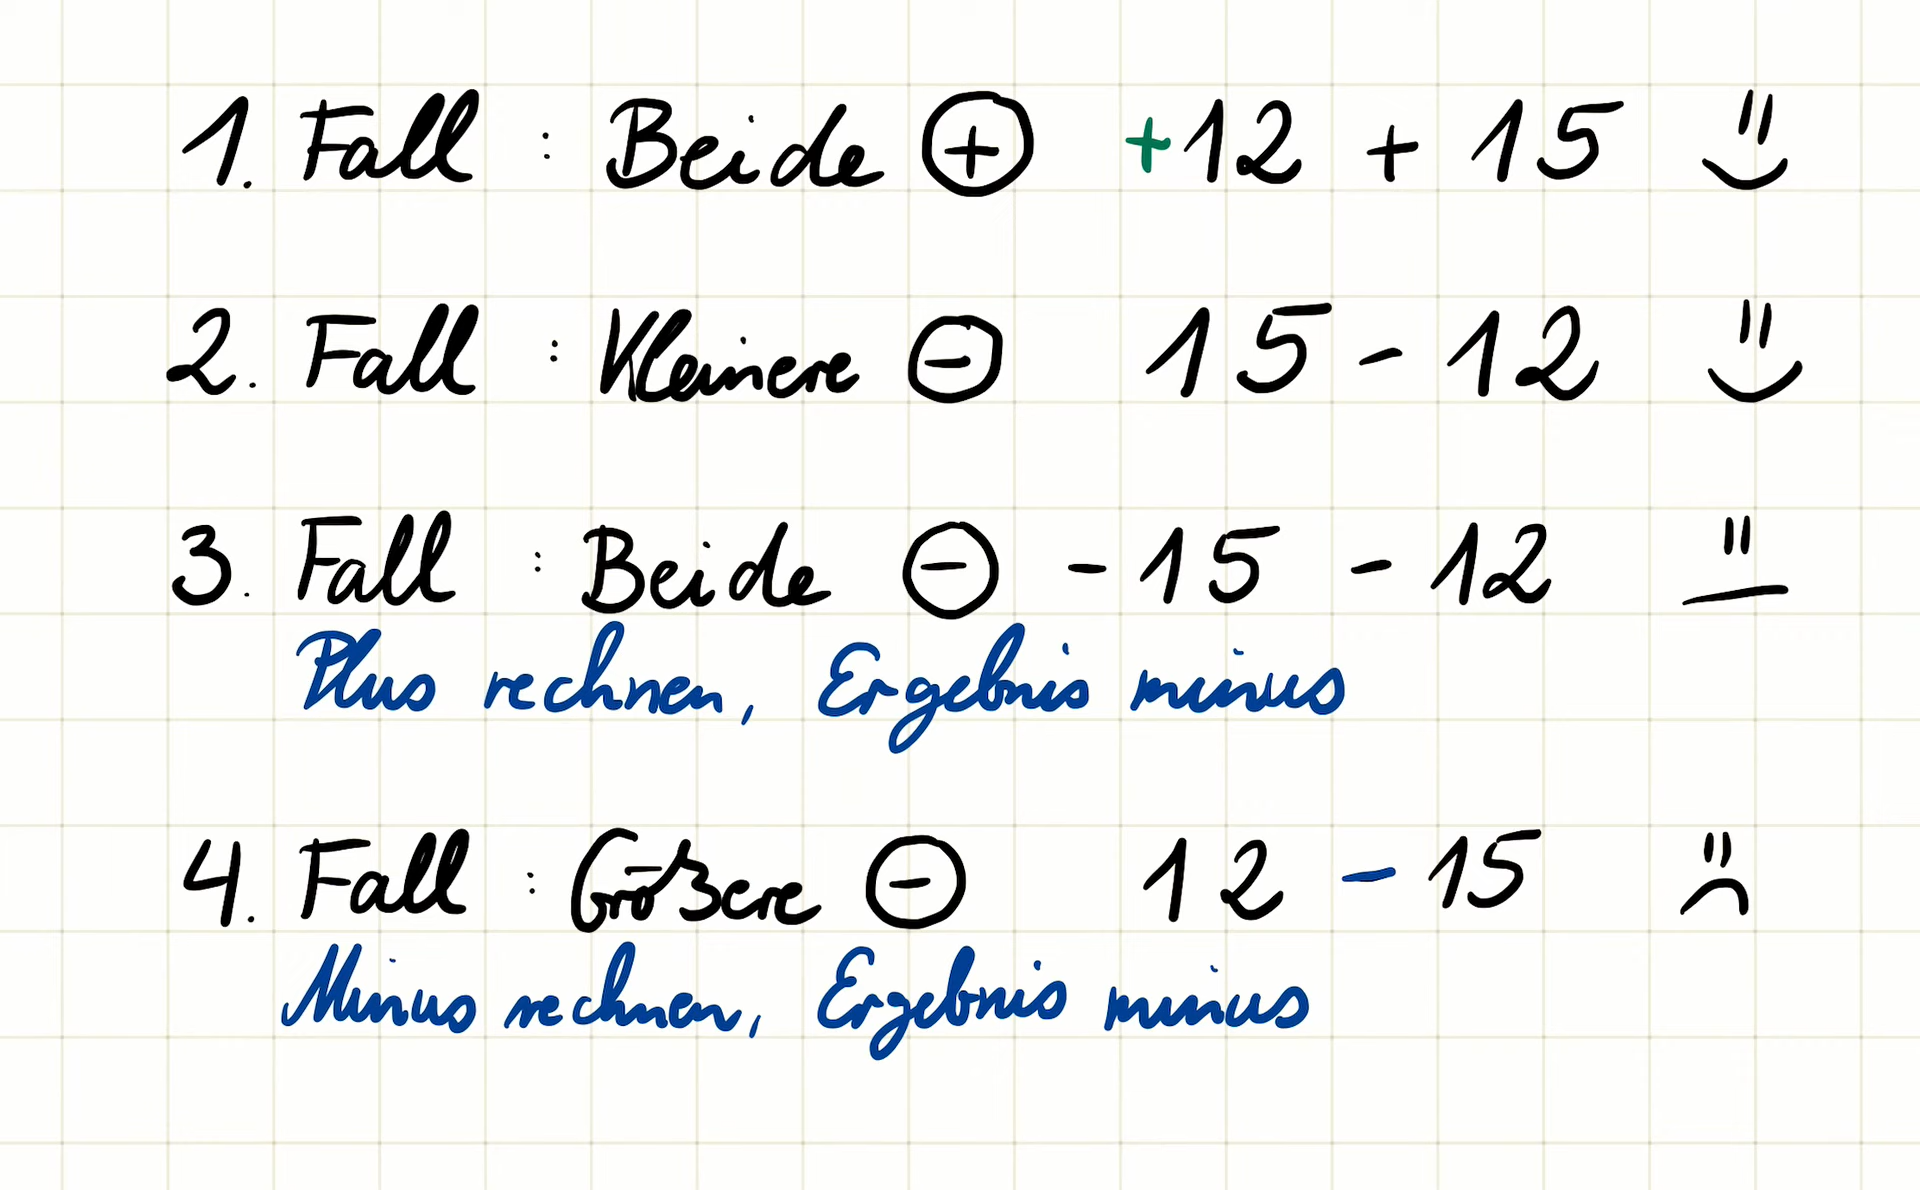 1. Fall : Beide ⊕ +12 + 15
2. Fall : Kleinere ⊖ 15 - 12
3. Fall : Beide ⊖ - 15 - 12
Plus rechnen, Ergebnis minus
4. Fall : Größere ⊖ 12 - 15
Minus rechnen, Ergebnis minus